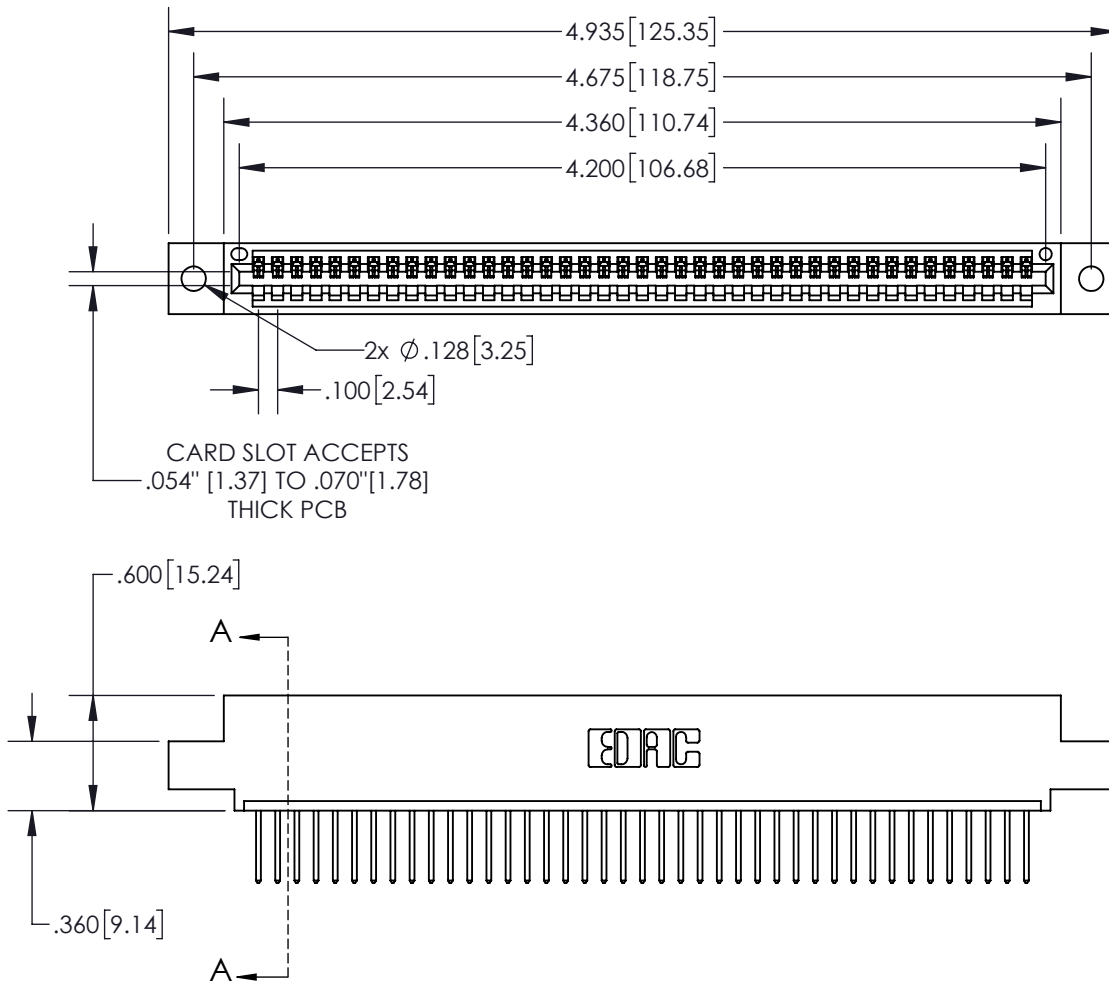 4.935[125.35]
4.675[118.75]
4.360[110.74]
4.200[106.68]
2x ∅.128[3.25]
.100[2.54]
CARD SLOT ACCEPTS
.054" [1.37] TO .070"[1.78]
THICK PCB
.600[15.24]
A
EDAC
.360[9.14]
A